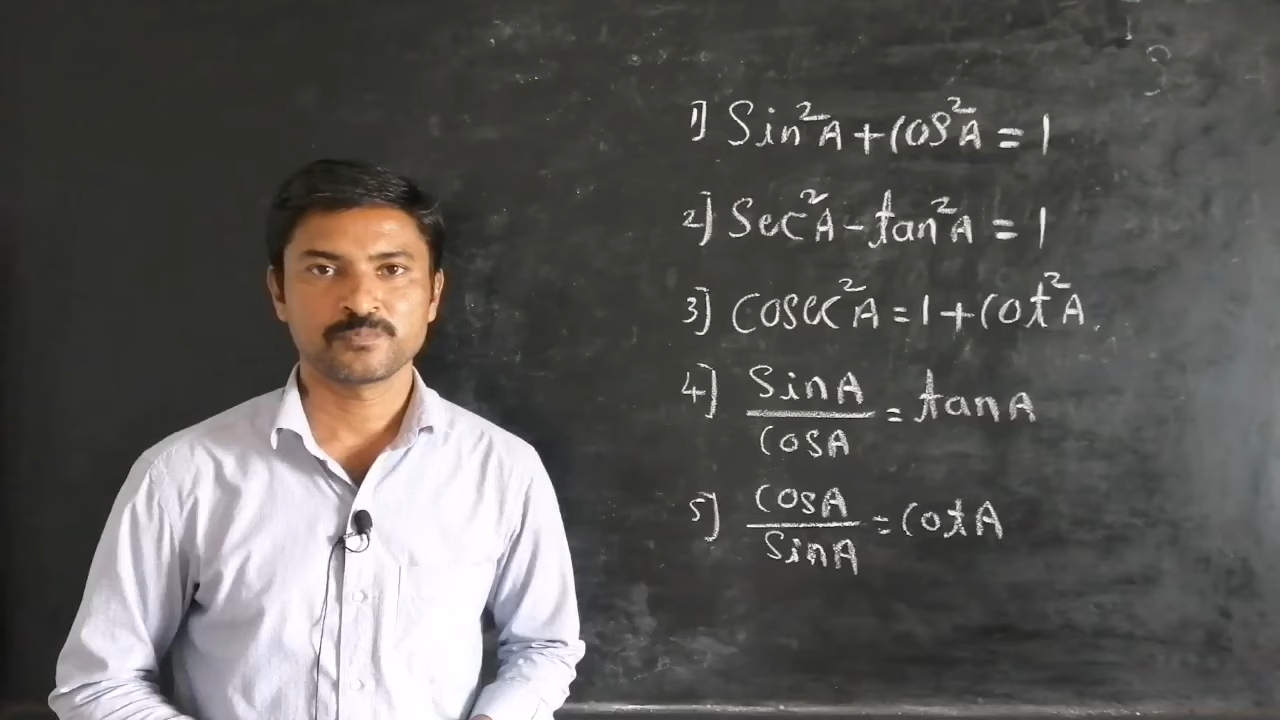 1] Sin²A + Cos²A = 1
2] Sec²A - tan²A = 1
3] Cosec²A = 1 + Cot²A.
4] SinA / CosA = tanA
5] CosA / SinA = CotA